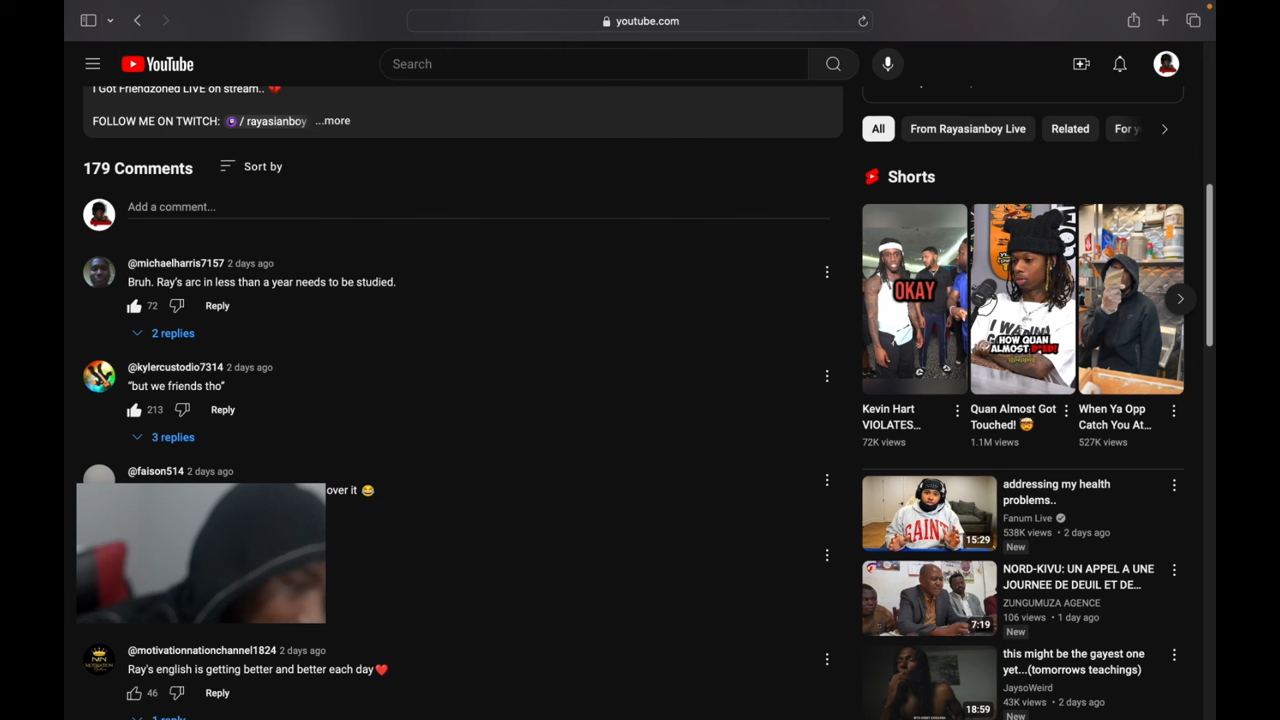 youtube.com
YouTube
Search
I Got Friendzoned LIVE on stream.. 💔
FOLLOW ME ON TWITCH: / rayasianboy ...more
179 Comments
Sort by
Add a comment...
@michaelharris7157 2 days ago
Bruh. Ray's arc in less than a year needs to be studied.
72 Reply
2 replies
@kylercustodio7314 2 days ago
“but we friends tho”
213 Reply
3 replies
@faison514 2 days ago
over it 😂
@motivationnationchannel1824 2 days ago
Ray's english is getting better and better each day❤️
46 Reply
1 reply
All
From Rayasianboy Live
Related
For
Shorts
OKAY
I WANNA
HOW QUAN
ALMOST D*ED!
Kevin Hart
VIOLATES...
72K views
Quan Almost Got
Touched! 🤯
1.1M views
When Ya Opp
Catch You At...
527K views
SAINT
15:29
addressing my health
problems..
Fanum Live
538K views • 2 days ago
New
7:19
NORD-KIVU: UN APPEL A UNE
JOURNEE DE DEUIL ET DE...
ZUNGUMUZA AGENCE
106 views • 1 day ago
New
18:59
this might be the gayest one
yet...(tomorrows teachings)
JaysoWeird
43K views • 2 days ago
New